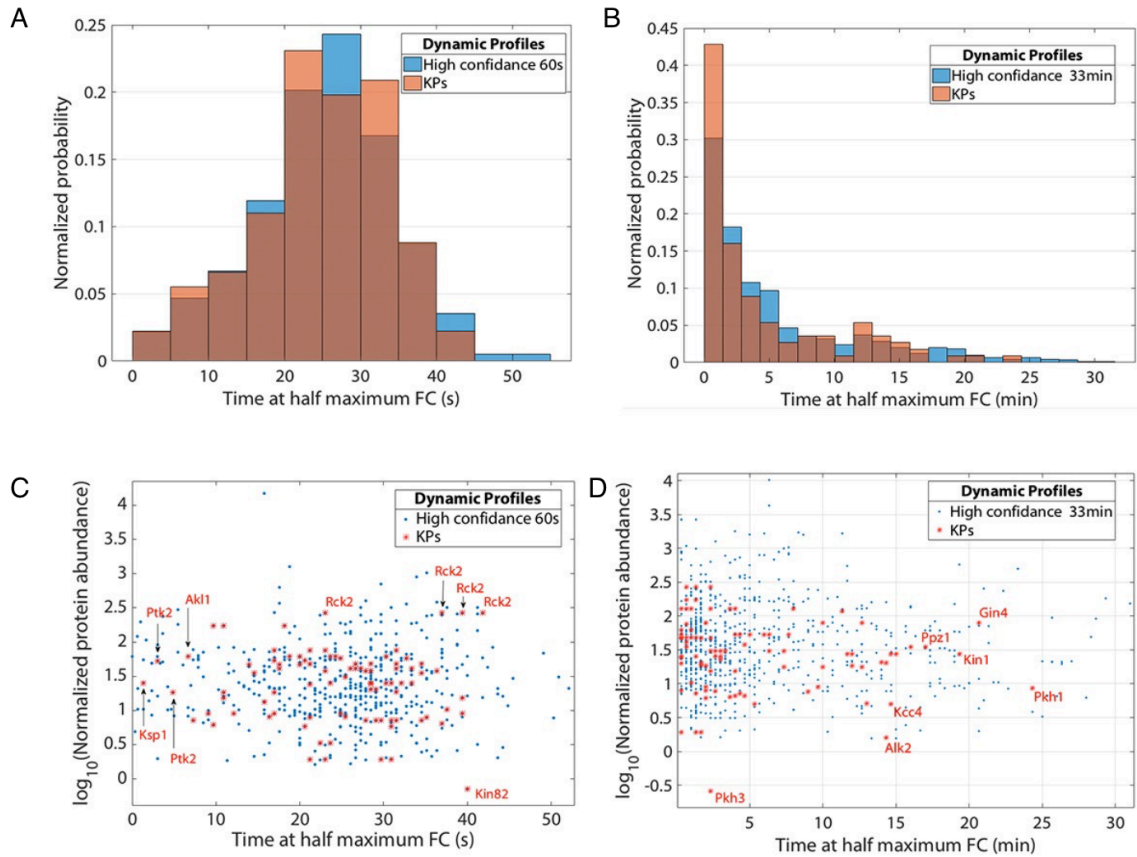 A
0.25
0.2
0.15
0.1
0.05
0
Normalized probability
Dynamic Profiles
High confidance 60s
KPs
0 10 20 30 40 50
Time at half maximum FC (s)
B
0.45
0.4
0.35
0.3
0.25
0.2
0.15
0.1
0.05
0
Normalized probability
Dynamic Profiles
High confidance 33min
KPs
0 5 10 15 20 25 30
Time at half maximum FC (min)
C
4
3.5
3
2.5
2
1.5
1
0.5
0
log10(Normalized protein abundance)
Dynamic Profiles
High confidance 60s
KPs
Rck2
Rck2
Akl1
Rck2
Rck2
Ptk2
Ksp1
Ptk2
Kin82
0 10 20 30 40 50
Time at half maximum FC (s)
D
4
3.5
3
2.5
2
1.5
1
0.5
0
-0.5
log10(Normalized protein abundance)
Dynamic Profiles
High confidance 33min
KPs
Gin4
Ppz1
Kin1
Pkh1
Kcc4
Alk2
Pkh3
5 10 15 20 25 30
Time at half maximum FC (min)